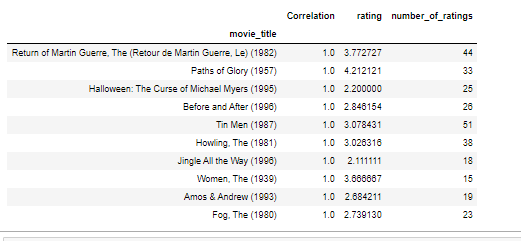 Correlation rating number_of_ratings
movie_title
Return of Martin Guerre, The (Retour de Martin Guerre, Le) (1982) 1.0 3.772727 44
Paths of Glory (1957) 1.0 4.212121 33
Halloween: The Curse of Michael Myers (1995) 1.0 2.200000 25
Before and After (1996) 1.0 2.846154 26
Tin Men (1987) 1.0 3.078431 51
Howling, The (1981) 1.0 3.026316 38
Jingle All the Way (1996) 1.0 2.111111 18
Women, The (1939) 1.0 3.666667 15
Amos & Andrew (1993) 1.0 2.684211 19
Fog, The (1980) 1.0 2.739130 23